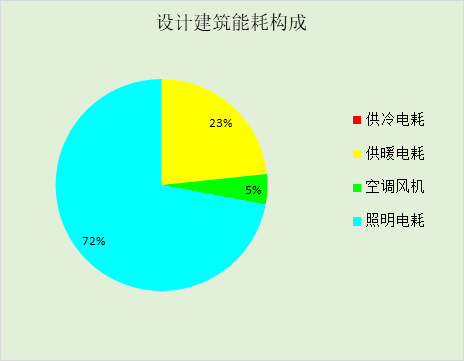 设计建筑能耗构成
23%
5%
72%
供冷电耗
供暖电耗
空调风机
照明电耗